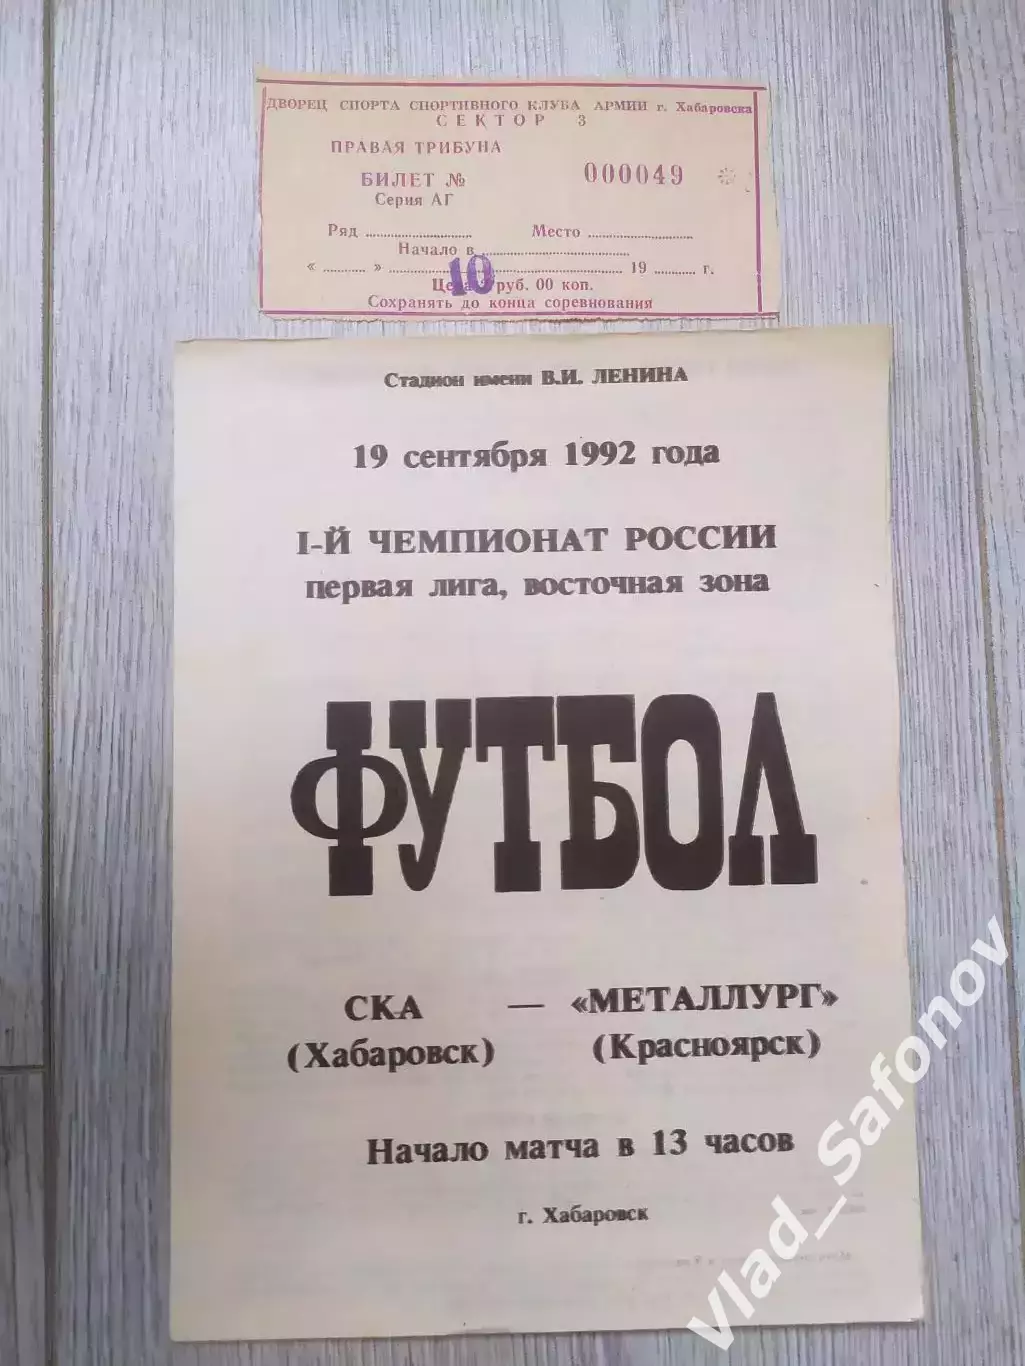 ДВОРЕЦ СПОРТА СПОРТИВНОГО КЛУБА АРМИИ г. Хабаровска
СЕКТОР 3
ПРАВАЯ ТРИБУНА
БИЛЕТ № 000049
Серия АГ
Ряд Место
Начало в
« » 19 г.
10 руб. 00 коп.
Сохранять до конца соревнования
Стадион имени В.И. ЛЕНИНА
19 сентября 1992 года
I-Й ЧЕМПИОНАТ РОССИИ
первая лига, восточная зона
ФУТБОЛ
СКА — «МЕТАЛЛУРГ»
(Хабаровск) (Красноярск)
Начало матча в 13 часов
г. Хабаровск
Vlad_Safonov